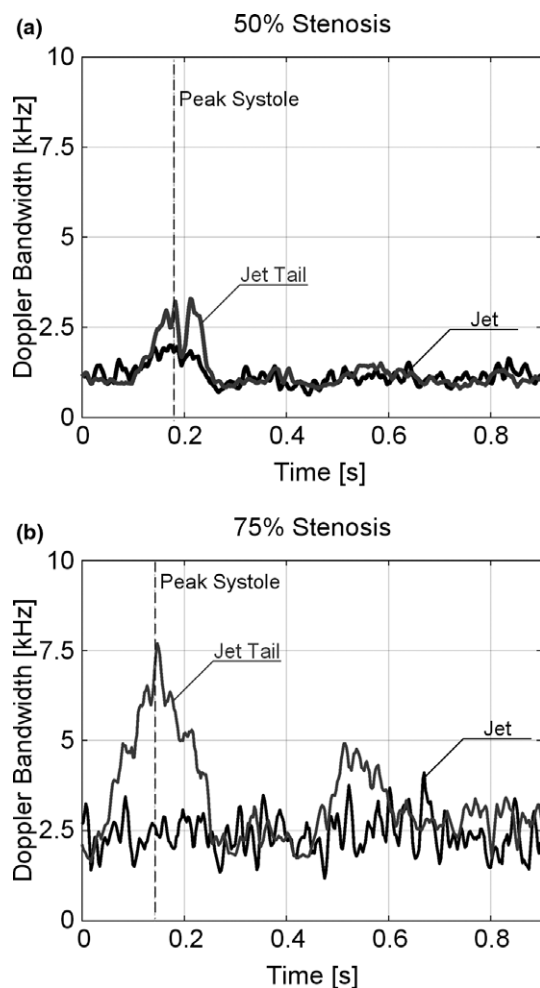 (a)
50% Stenosis
10
Peak Systole
7.5
Doppler Bandwidth [kHz]
5
Jet Tail
Jet
2.5
0
0 0.2 0.4 0.6 0.8
Time [s]
(b)
75% Stenosis
10
Peak Systole
7.5
Jet Tail
Doppler Bandwidth [kHz]
Jet
5
2.5
0
0 0.2 0.4 0.6 0.8
Time [s]